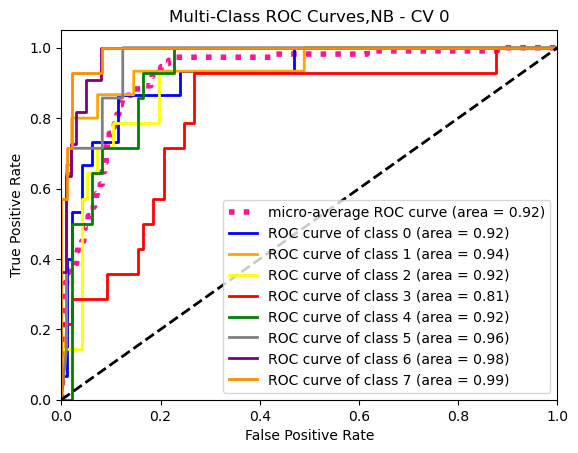 Multi-Class ROC Curves,NB - CV 0
True Positive Rate
1.0
0.8
0.6
0.4
0.2
0.0
micro-average ROC curve (area = 0.92)
ROC curve of class 0 (area = 0.92)
ROC curve of class 1 (area = 0.94)
ROC curve of class 2 (area = 0.92)
ROC curve of class 3 (area = 0.81)
ROC curve of class 4 (area = 0.92)
ROC curve of class 5 (area = 0.96)
ROC curve of class 6 (area = 0.98)
ROC curve of class 7 (area = 0.99)
0.0 0.2 0.4 0.6 0.8 1.0
False Positive Rate